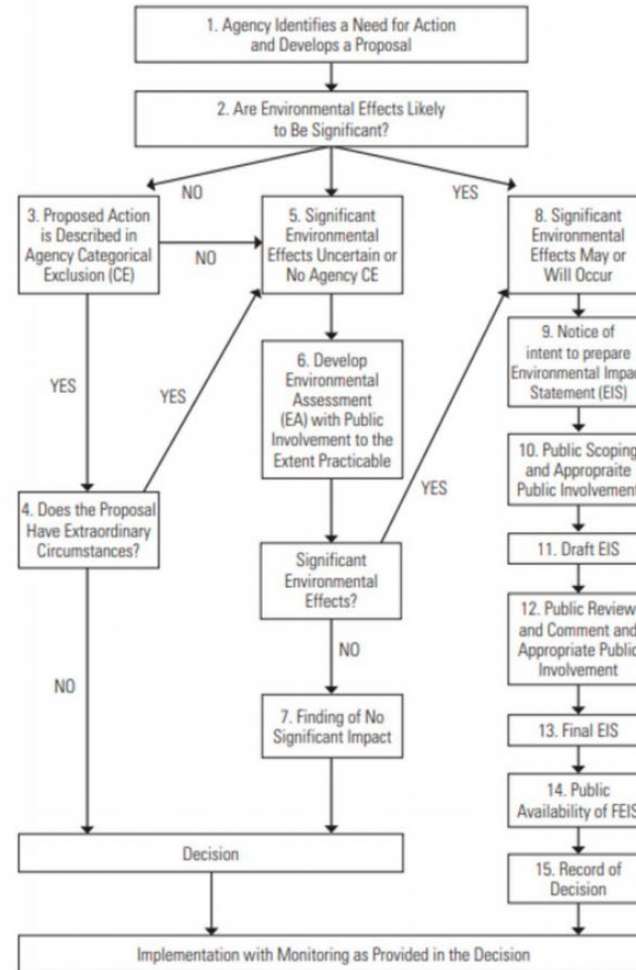 1. Agency Identifies a Need for Action
and Develops a Proposal
2. Are Environmental Effects Likely
to Be Significant?
NO
YES
3. Proposed Action
is Described in
Agency Categorical
Exclusion (CE)
NO
5. Significant
Environmental
Effects Uncertain or
No Agency CE
8. Significant
Environmental
Effects May or
Will Occur
YES
YES
6. Develop
Environmental
Assessment
(EA) with Public
Involvement to the
Extent Practicable
9. Notice of
intent to prepare
Environmental Impac
Statement (EIS)
10. Public Scoping
and Appropraite
Public Involvement
YES
4. Does the Proposal
Have Extraordinary
Circumstances?
Significant
Environmental
Effects?
11. Draft EIS
12. Public Review
and Comment and
Appropriate Public
Involvement
NO
NO
7. Finding of No
Significant Impact
13. Final EIS
14. Public
Availability of FEIS
Decision
15. Record of
Decision
Implementation with Monitoring as Provided in the Decision